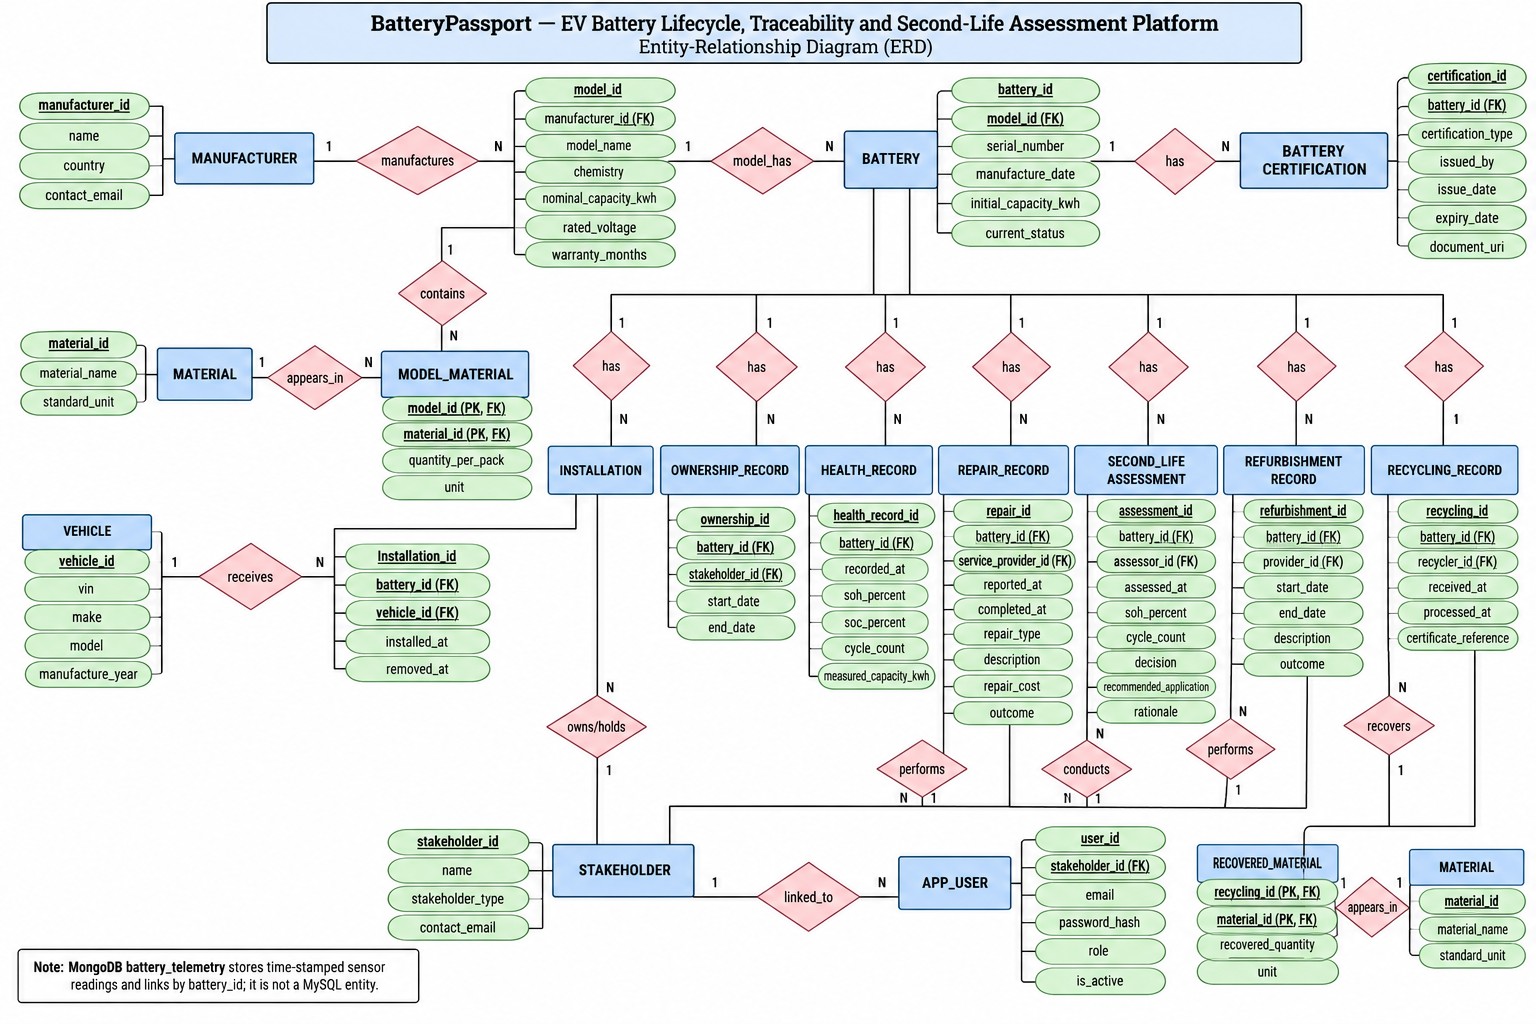 BatteryPassport — EV Battery Lifecycle, Traceability and Second-Life Assessment Platform
Entity-Relationship Diagram (ERD)
manufacturer_id
name
country
contact_email
MANUFACTURER
1
manufactures
N
model_id
manufacturer_id (FK)
model_name
chemistry
nominal_capacity_kwh
rated_voltage
warranty_months
1
model_has
N
BATTERY
battery_id
model_id (FK)
serial_number
manufacture_date
initial_capacity_kwh
current_status
1
has
N
BATTERY
CERTIFICATION
certification_id
battery_id (FK)
certification_type
issued_by
issue_date
expiry_date
document_uri
1
contains
N
material_id
material_name
standard_unit
MATERIAL
1
appears_in
N
MODEL_MATERIAL
model_id (PK, FK)
material_id (PK, FK)
quantity_per_pack
unit
1
has
N
1
has
N
1
has
N
1
has
N
1
has
N
1
has
N
1
has
1
INSTALLATION
OWNERSHIP_RECORD
HEALTH_RECORD
REPAIR_RECORD
SECOND_LIFE
ASSESSMENT
REFURBISHMENT
RECORD
RECYCLING_RECORD
VEHICLE
vehicle_id
vin
make
model
manufacture_year
1
receives
N
Installation_id
battery_id (FK)
vehicle_id (FK)
installed_at
removed_at
ownership_id
battery_id (FK)
stakeholder_id (FK)
start_date
end_date
health_record_id
battery_id (FK)
recorded_at
soh_percent
soc_percent
cycle_count
measured_capacity_kwh
repair_id
battery_id (FK)
service_provider_id (FK)
reported_at
completed_at
repair_type
description
repair_cost
outcome
assessment_id
battery_id (FK)
assessor_id (FK)
assessed_at
soh_percent
cycle_count
decision
recommended_application
rationale
refurbishment_id
battery_id (FK)
provider_id (FK)
start_date
end_date
description
outcome
recycling_id
battery_id (FK)
recycler_id (FK)
received_at
processed_at
certificate_reference
N
owns/holds
1
performs
N
1
N
conducts
N
1
N
performs
1
N
recovers
1
stakeholder_id
name
stakeholder_type
contact_email
STAKEHOLDER
1
linked_to
N
APP_USER
user_id
stakeholder_id (FK)
email
password_hash
role
is_active
RECOVERED_MATERIAL
recycling_id (PK, FK)
material_id (PK, FK)
recovered_quantity
unit
1
appears_in
1
MATERIAL
material_id
material_name
standard_unit
Note: MongoDB battery_telemetry stores time-stamped sensor
readings and links by battery_id; it is not a MySQL entity.